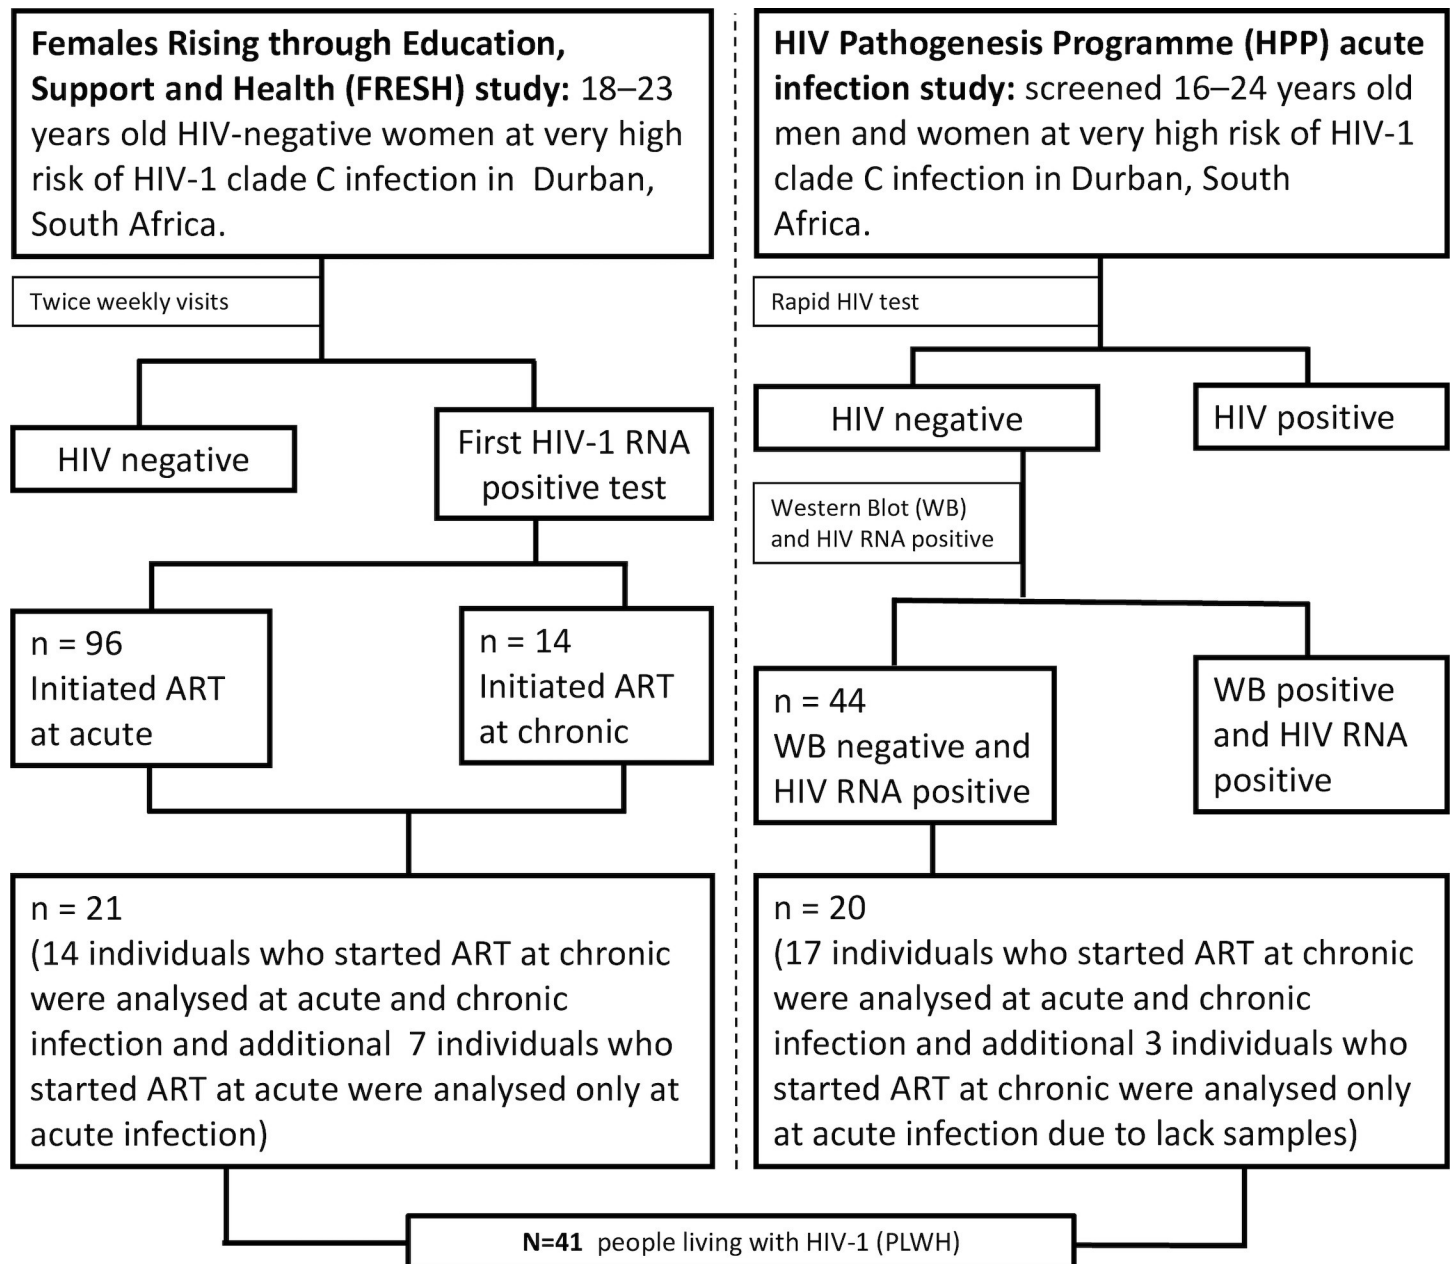 Females Rising through Education,
Support and Health (FRESH) study: 18–23
years old HIV-negative women at very high
risk of HIV-1 clade C infection in Durban,
South Africa.
Twice weekly visits
HIV negative
First HIV-1 RNA
positive test
n = 96
Initiated ART
at acute
n = 14
Initiated ART
at chronic
n = 21
(14 individuals who started ART at chronic
were analysed at acute and chronic
infection and additional 7 individuals who
started ART at acute were analysed only at
acute infection)
HIV Pathogenesis Programme (HPP) acute
infection study: screened 16–24 years old
men and women at very high risk of HIV-1
clade C infection in Durban, South
Africa.
Rapid HIV test
HIV negative
HIV positive
Western Blot (WB)
and HIV RNA positive
n = 44
WB negative and
HIV RNA positive
WB positive
and HIV RNA
positive
n = 20
(17 individuals who started ART at chronic
were analysed at acute and chronic
infection and additional 3 individuals who
started ART at chronic were analysed only
at acute infection due to lack samples)
N=41 people living with HIV-1 (PLWH)